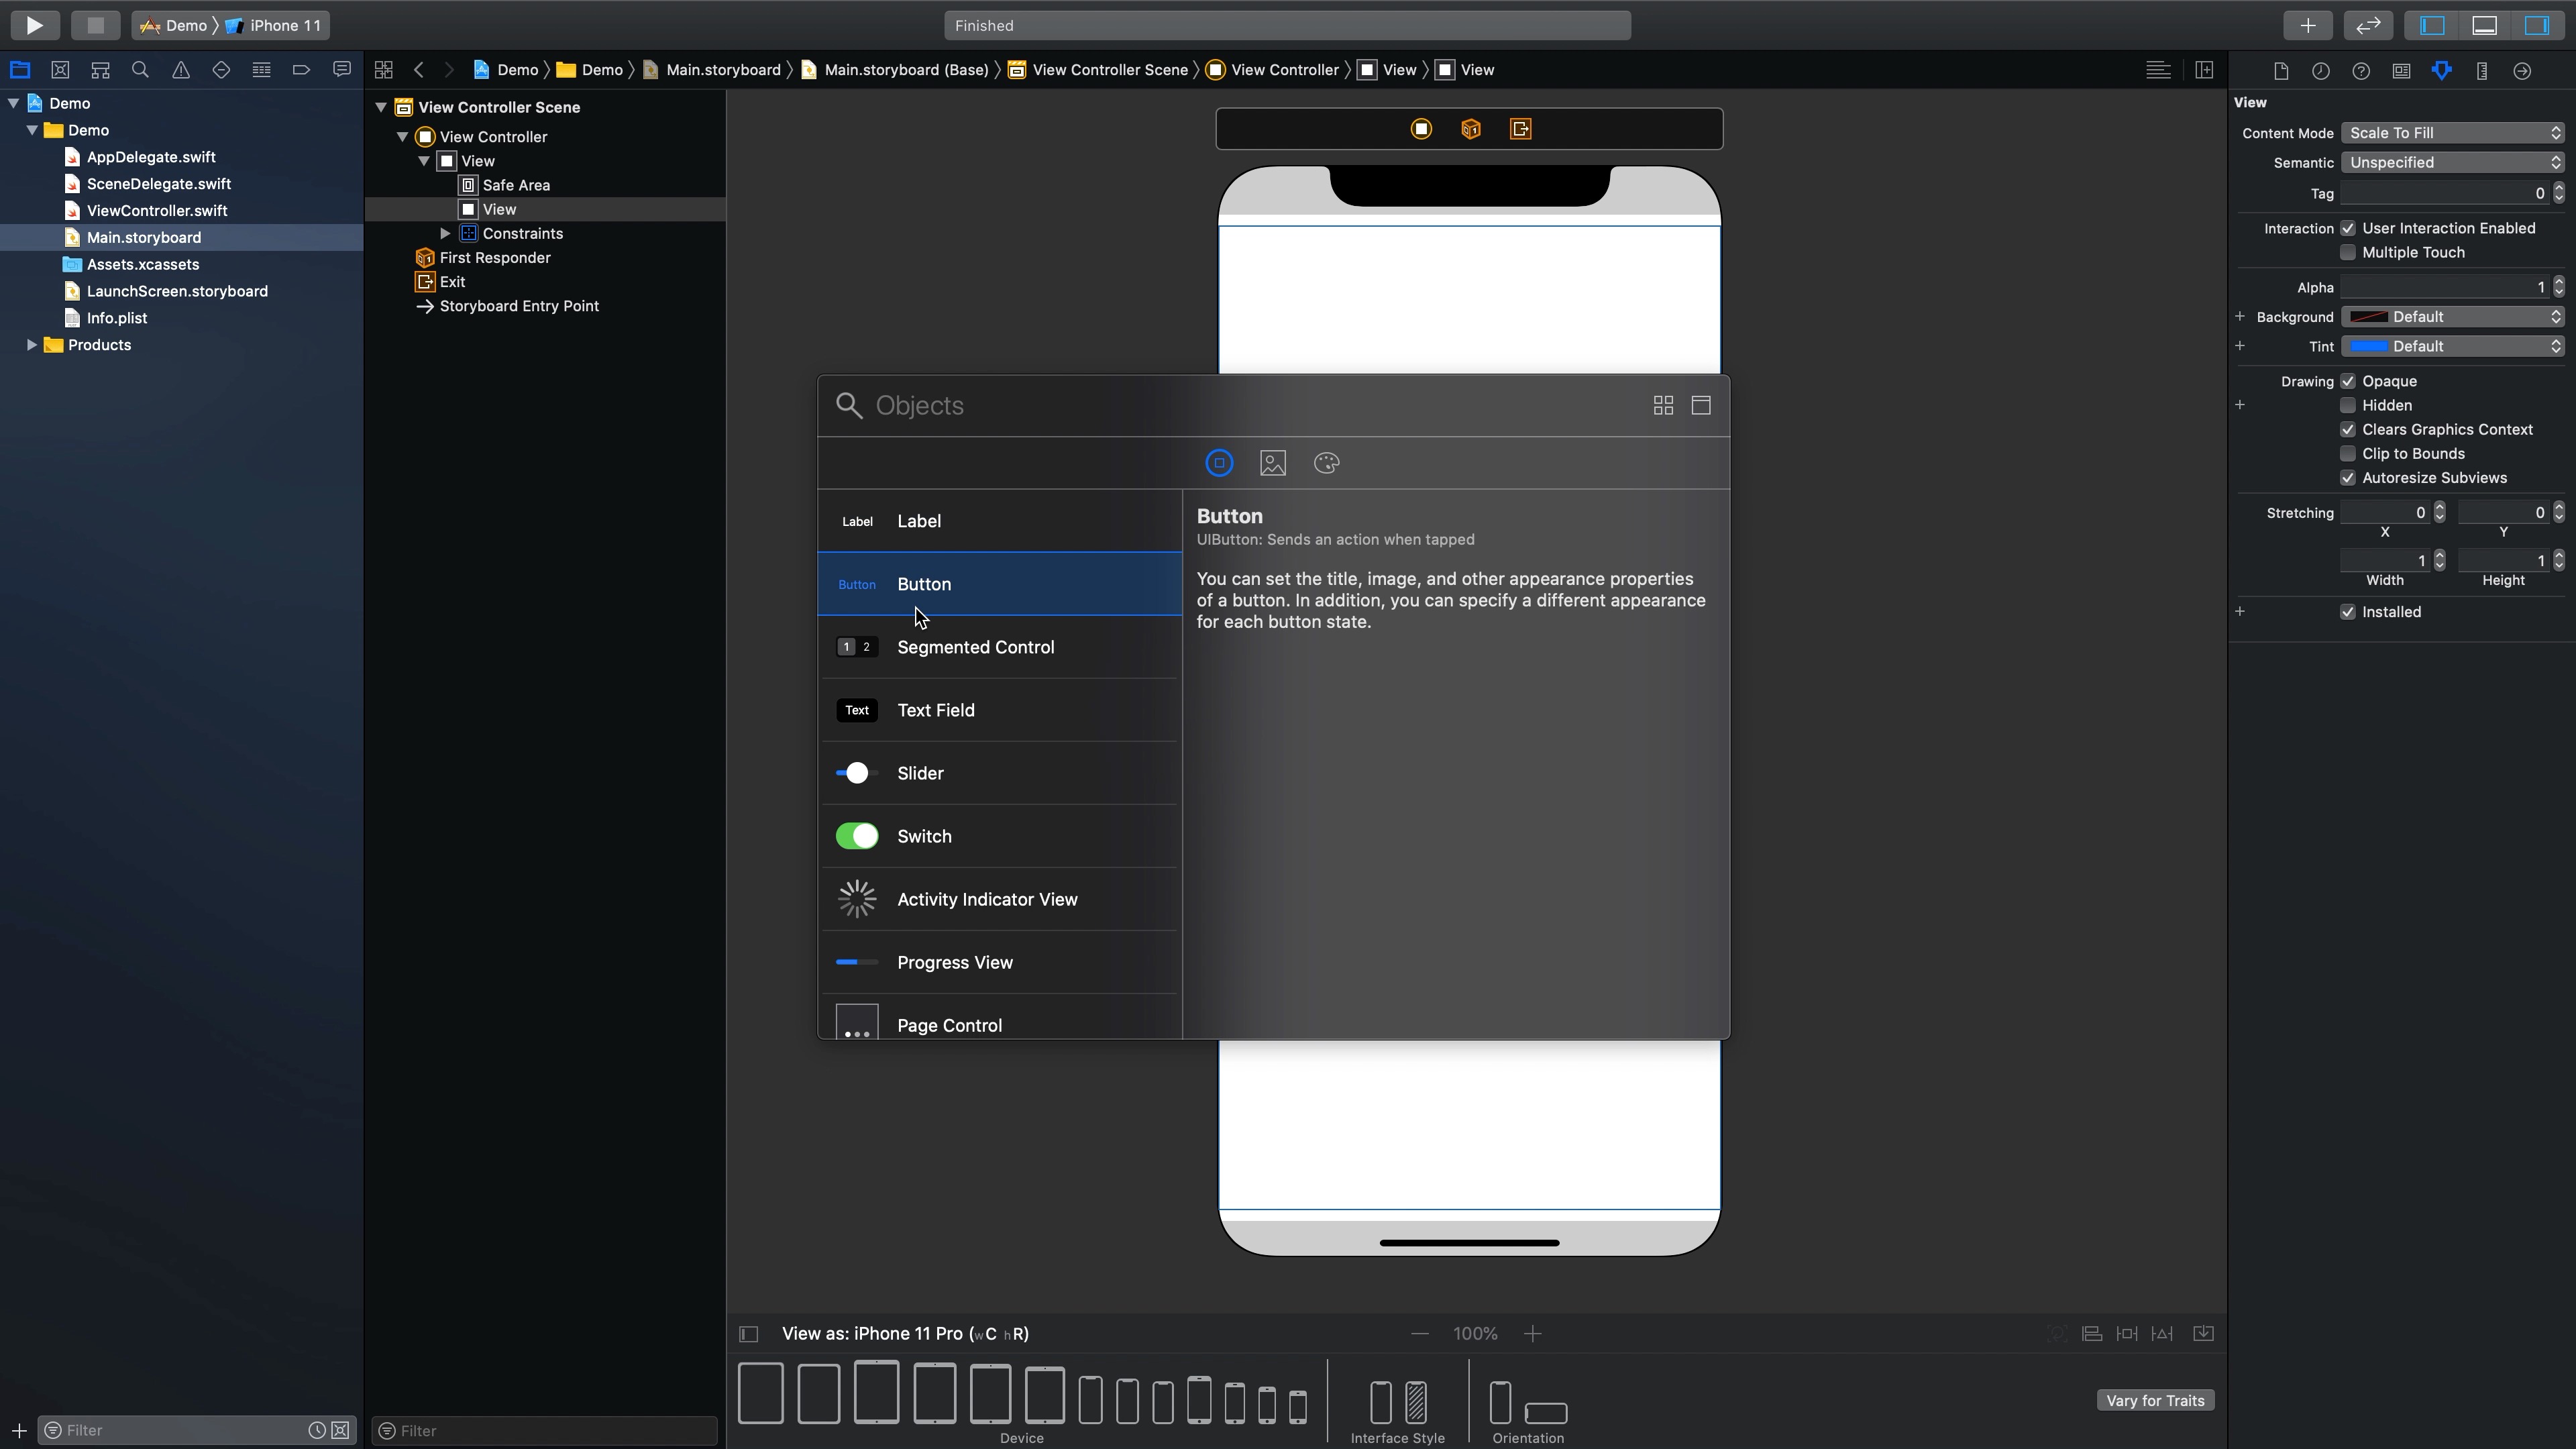 Demo
iPhone 11
Finished
Demo
Demo
Main.storyboard
Main.storyboard (Base)
View Controller Scene
View Controller
View
View
Demo
Demo
AppDelegate.swift
SceneDelegate.swift
ViewController.swift
Main.storyboard
Assets.xcassets
LaunchScreen.storyboard
Info.plist
Products
Filter
View Controller Scene
View Controller
View
Safe Area
View
Constraints
First Responder
Exit
Storyboard Entry Point
Filter
Objects
Label Label
Button Button
1 2 Segmented Control
Text Text Field
Slider
Switch
Activity Indicator View
Progress View
Page Control
Button
UIButton: Sends an action when tapped
You can set the title, image, and other appearance properties
of a button. In addition, you can specify a different appearance
for each button state.
View as: iPhone 11 Pro (wC hR)
100%
Device
Interface Style
Orientation
Vary for Traits
View
Content Mode Scale To Fill
Semantic Unspecified
Tag 0
Interaction User Interaction Enabled
Multiple Touch
Alpha 1
Background Default
Tint Default
Drawing Opaque
Hidden
Clears Graphics Context
Clip to Bounds
Autoresize Subviews
Stretching 0 0
X Y
1 1
Width Height
Installed